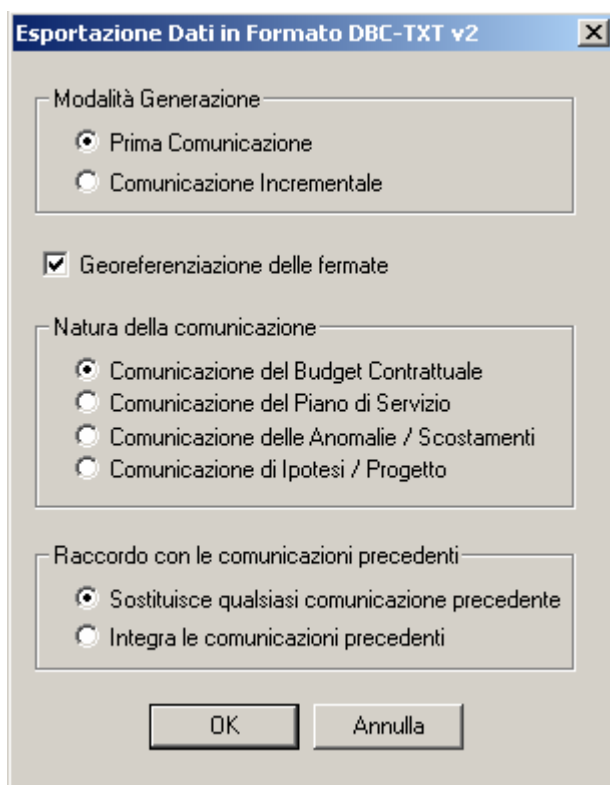 Esportazione Dati in Formato DBC-TXT v2
Modalità Generazione
Prima Comunicazione
Comunicazione Incrementale
Georeferenziazione delle fermate
Natura della comunicazione
Comunicazione del Budget Contrattuale
Comunicazione del Piano di Servizio
Comunicazione delle Anomalie / Scostamenti
Comunicazione di Ipotesi / Progetto
Raccordo con le comunicazioni precedenti
Sostituisce qualsiasi comunicazione precedente
Integra le comunicazioni precedenti
OK Annulla